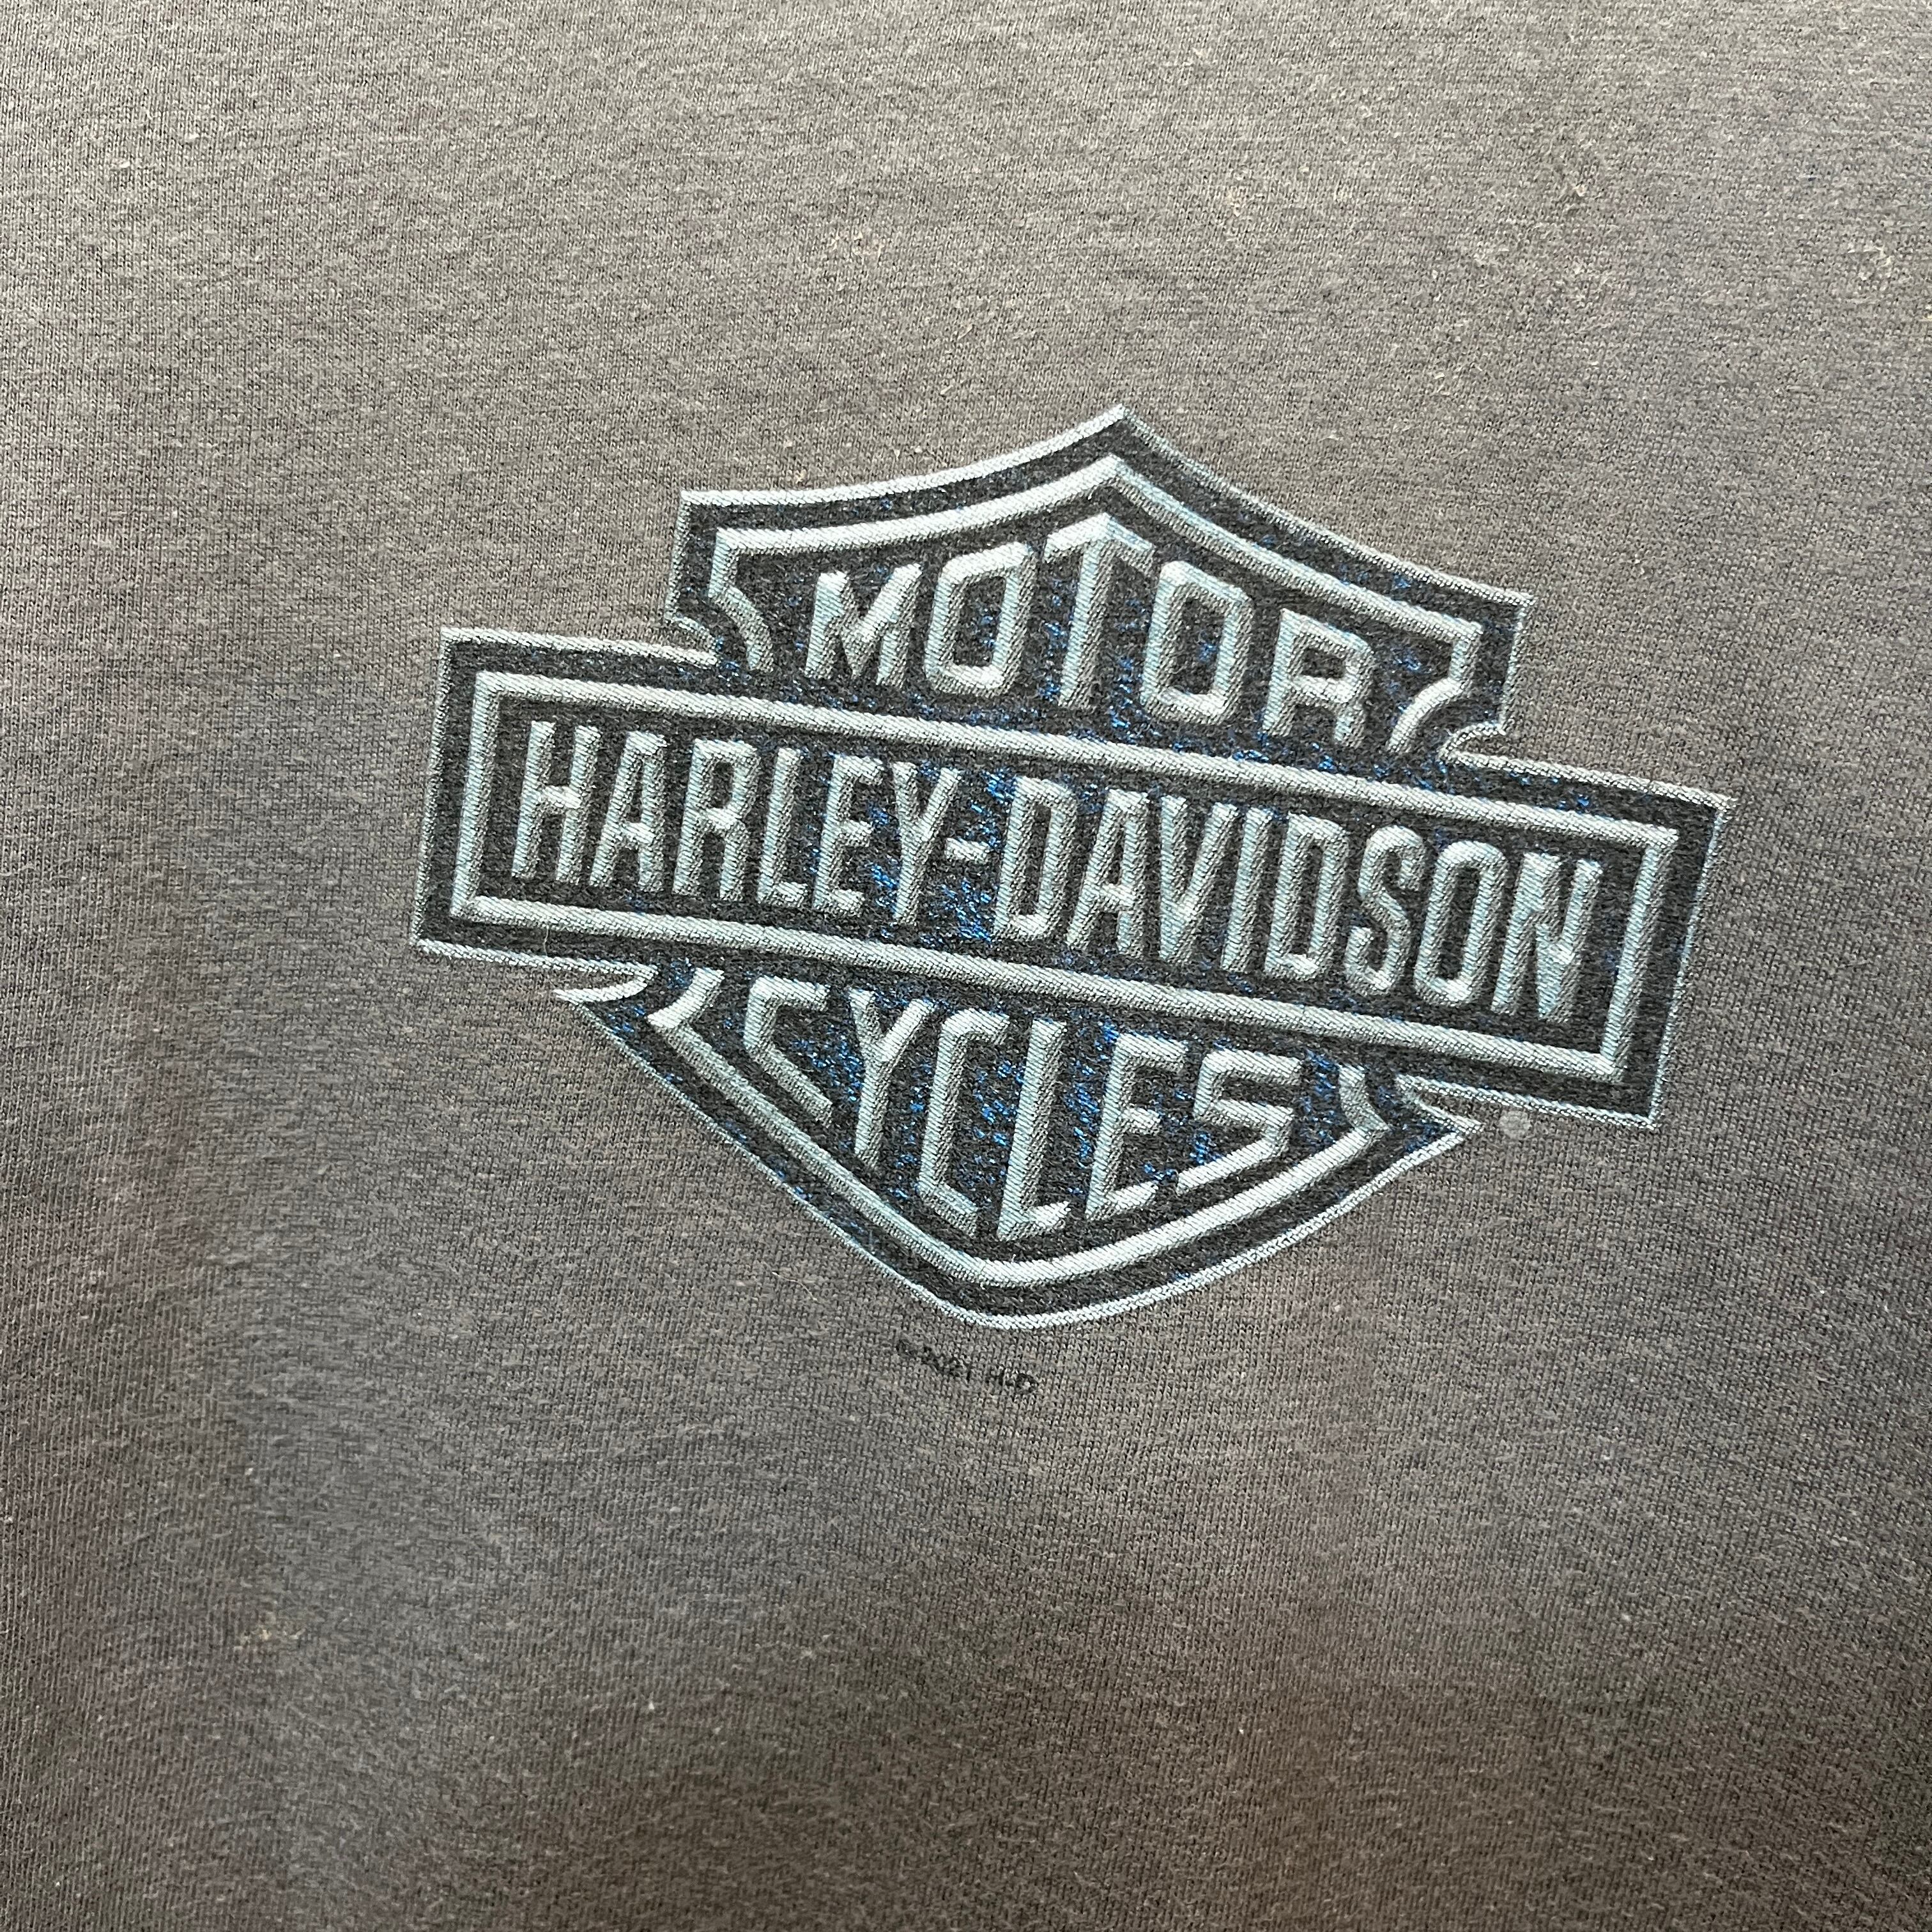 MOTOR
HARLEY-DAVIDSON
CYCLES
H-D